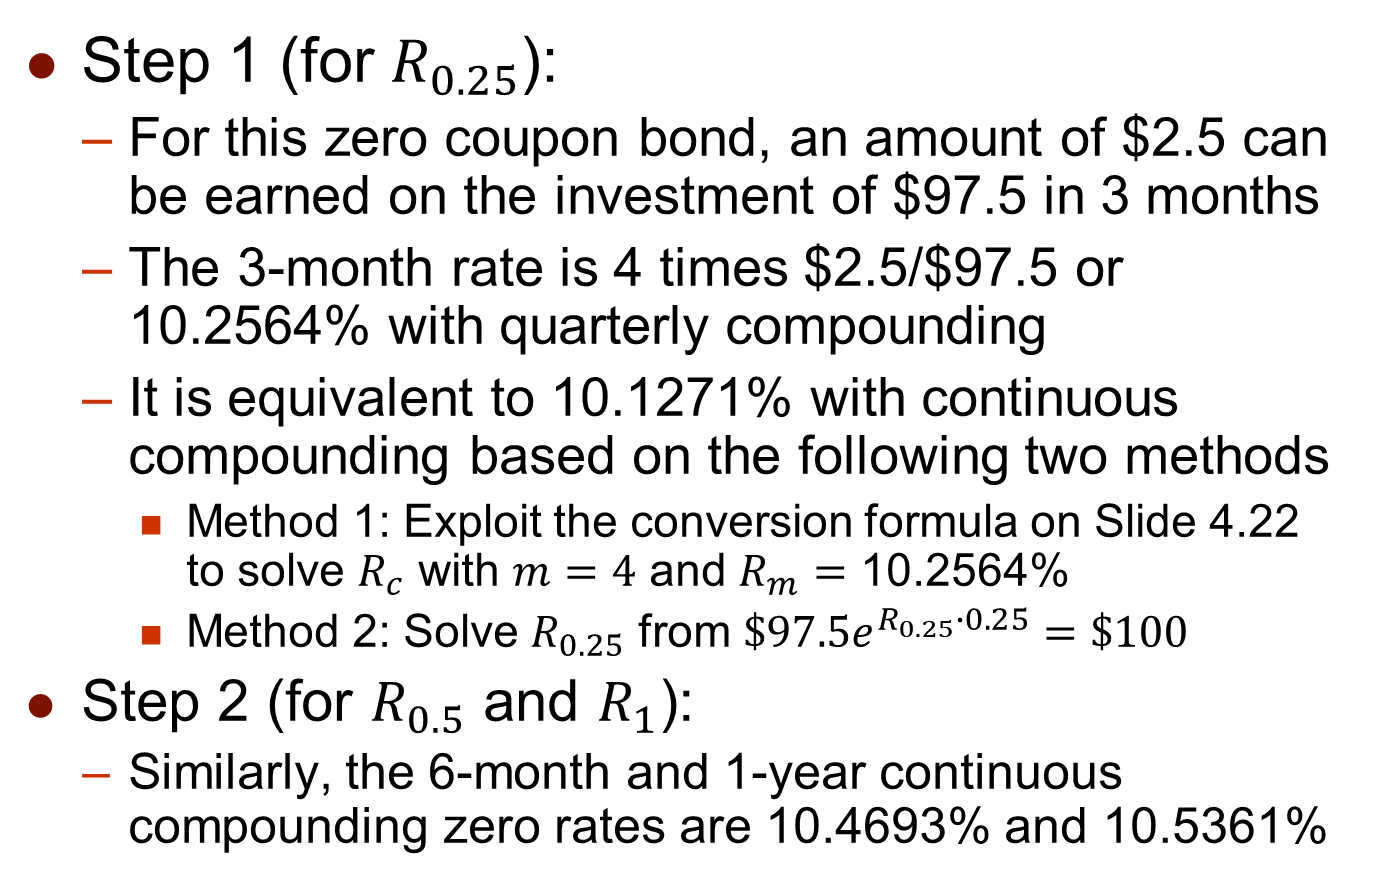 ● Step 1 (for R₀.₂₅):
– For this zero coupon bond, an amount of $2.5 can
be earned on the investment of $97.5 in 3 months
– The 3-month rate is 4 times $2.5/$97.5 or
10.2564% with quarterly compounding
– It is equivalent to 10.1271% with continuous
compounding based on the following two methods
■ Method 1: Exploit the conversion formula on Slide 4.22
to solve R_c with m = 4 and R_m = 10.2564%
■ Method 2: Solve R₀.₂₅ from $97.5e^{R₀.₂₅·0.25} = $100
● Step 2 (for R₀.₅ and R₁):
– Similarly, the 6-month and 1-year continuous
compounding zero rates are 10.4693% and 10.5361%